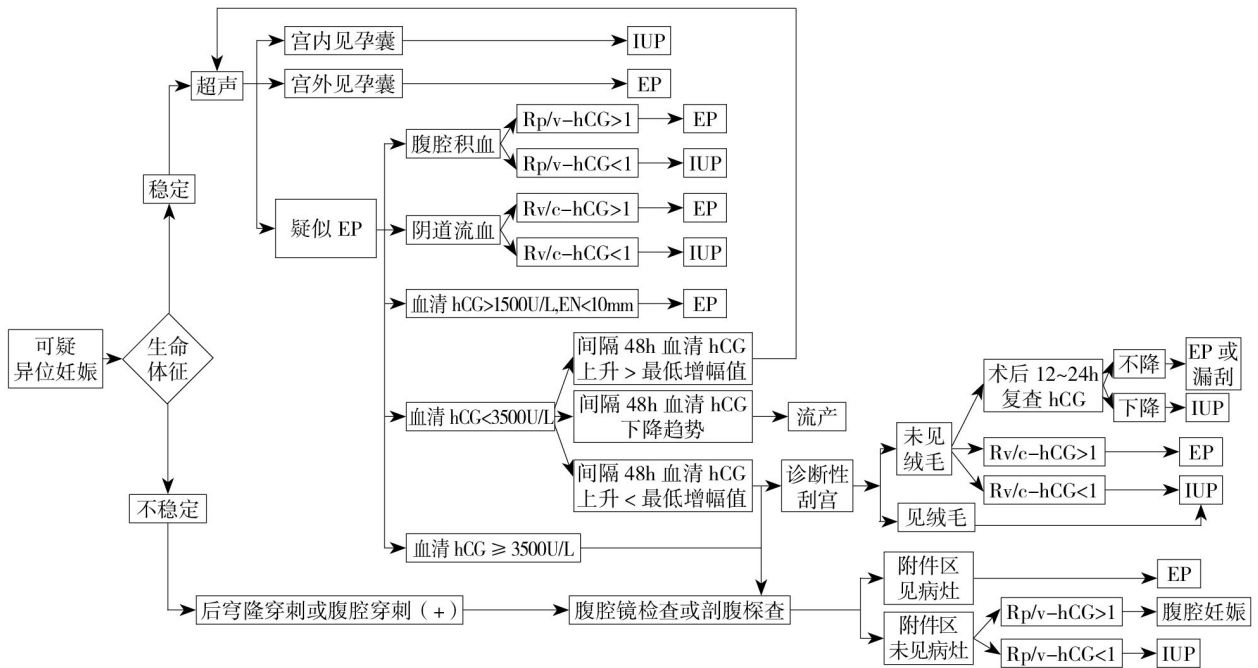 宫内见孕囊
IUP
超声
宫外见孕囊
EP
腹腔积血
Rp/v-hCG>1
EP
Rp/v-hCG<1
IUP
稳定
疑似 EP
阴道流血
Rv/c-hCG>1
EP
Rv/c-hCG<1
IUP
血清 hCG>1500U/L,EN<10mm
EP
可疑
异位妊娠
生命
体征
间隔 48h 血清 hCG
上升＞最低增幅值
血清 hCG<3500U/L
间隔 48h 血清 hCG
下降趋势
流产
间隔 48h 血清 hCG
上升＜最低增幅值
诊断性
刮宫
未见
绒毛
术后 12~24h
复查 hCG
不降
EP 或
漏刮
下降
IUP
Rv/c-hCG>1
EP
Rv/c-hCG<1
IUP
见绒毛
不稳定
血清 hCG ≥ 3500U/L
后穹隆穿刺或腹腔穿刺（+）
腹腔镜检查或剖腹探查
附件区
见病灶
EP
附件区
未见病灶
Rp/v-hCG>1
腹腔妊娠
Rp/v-hCG<1
IUP